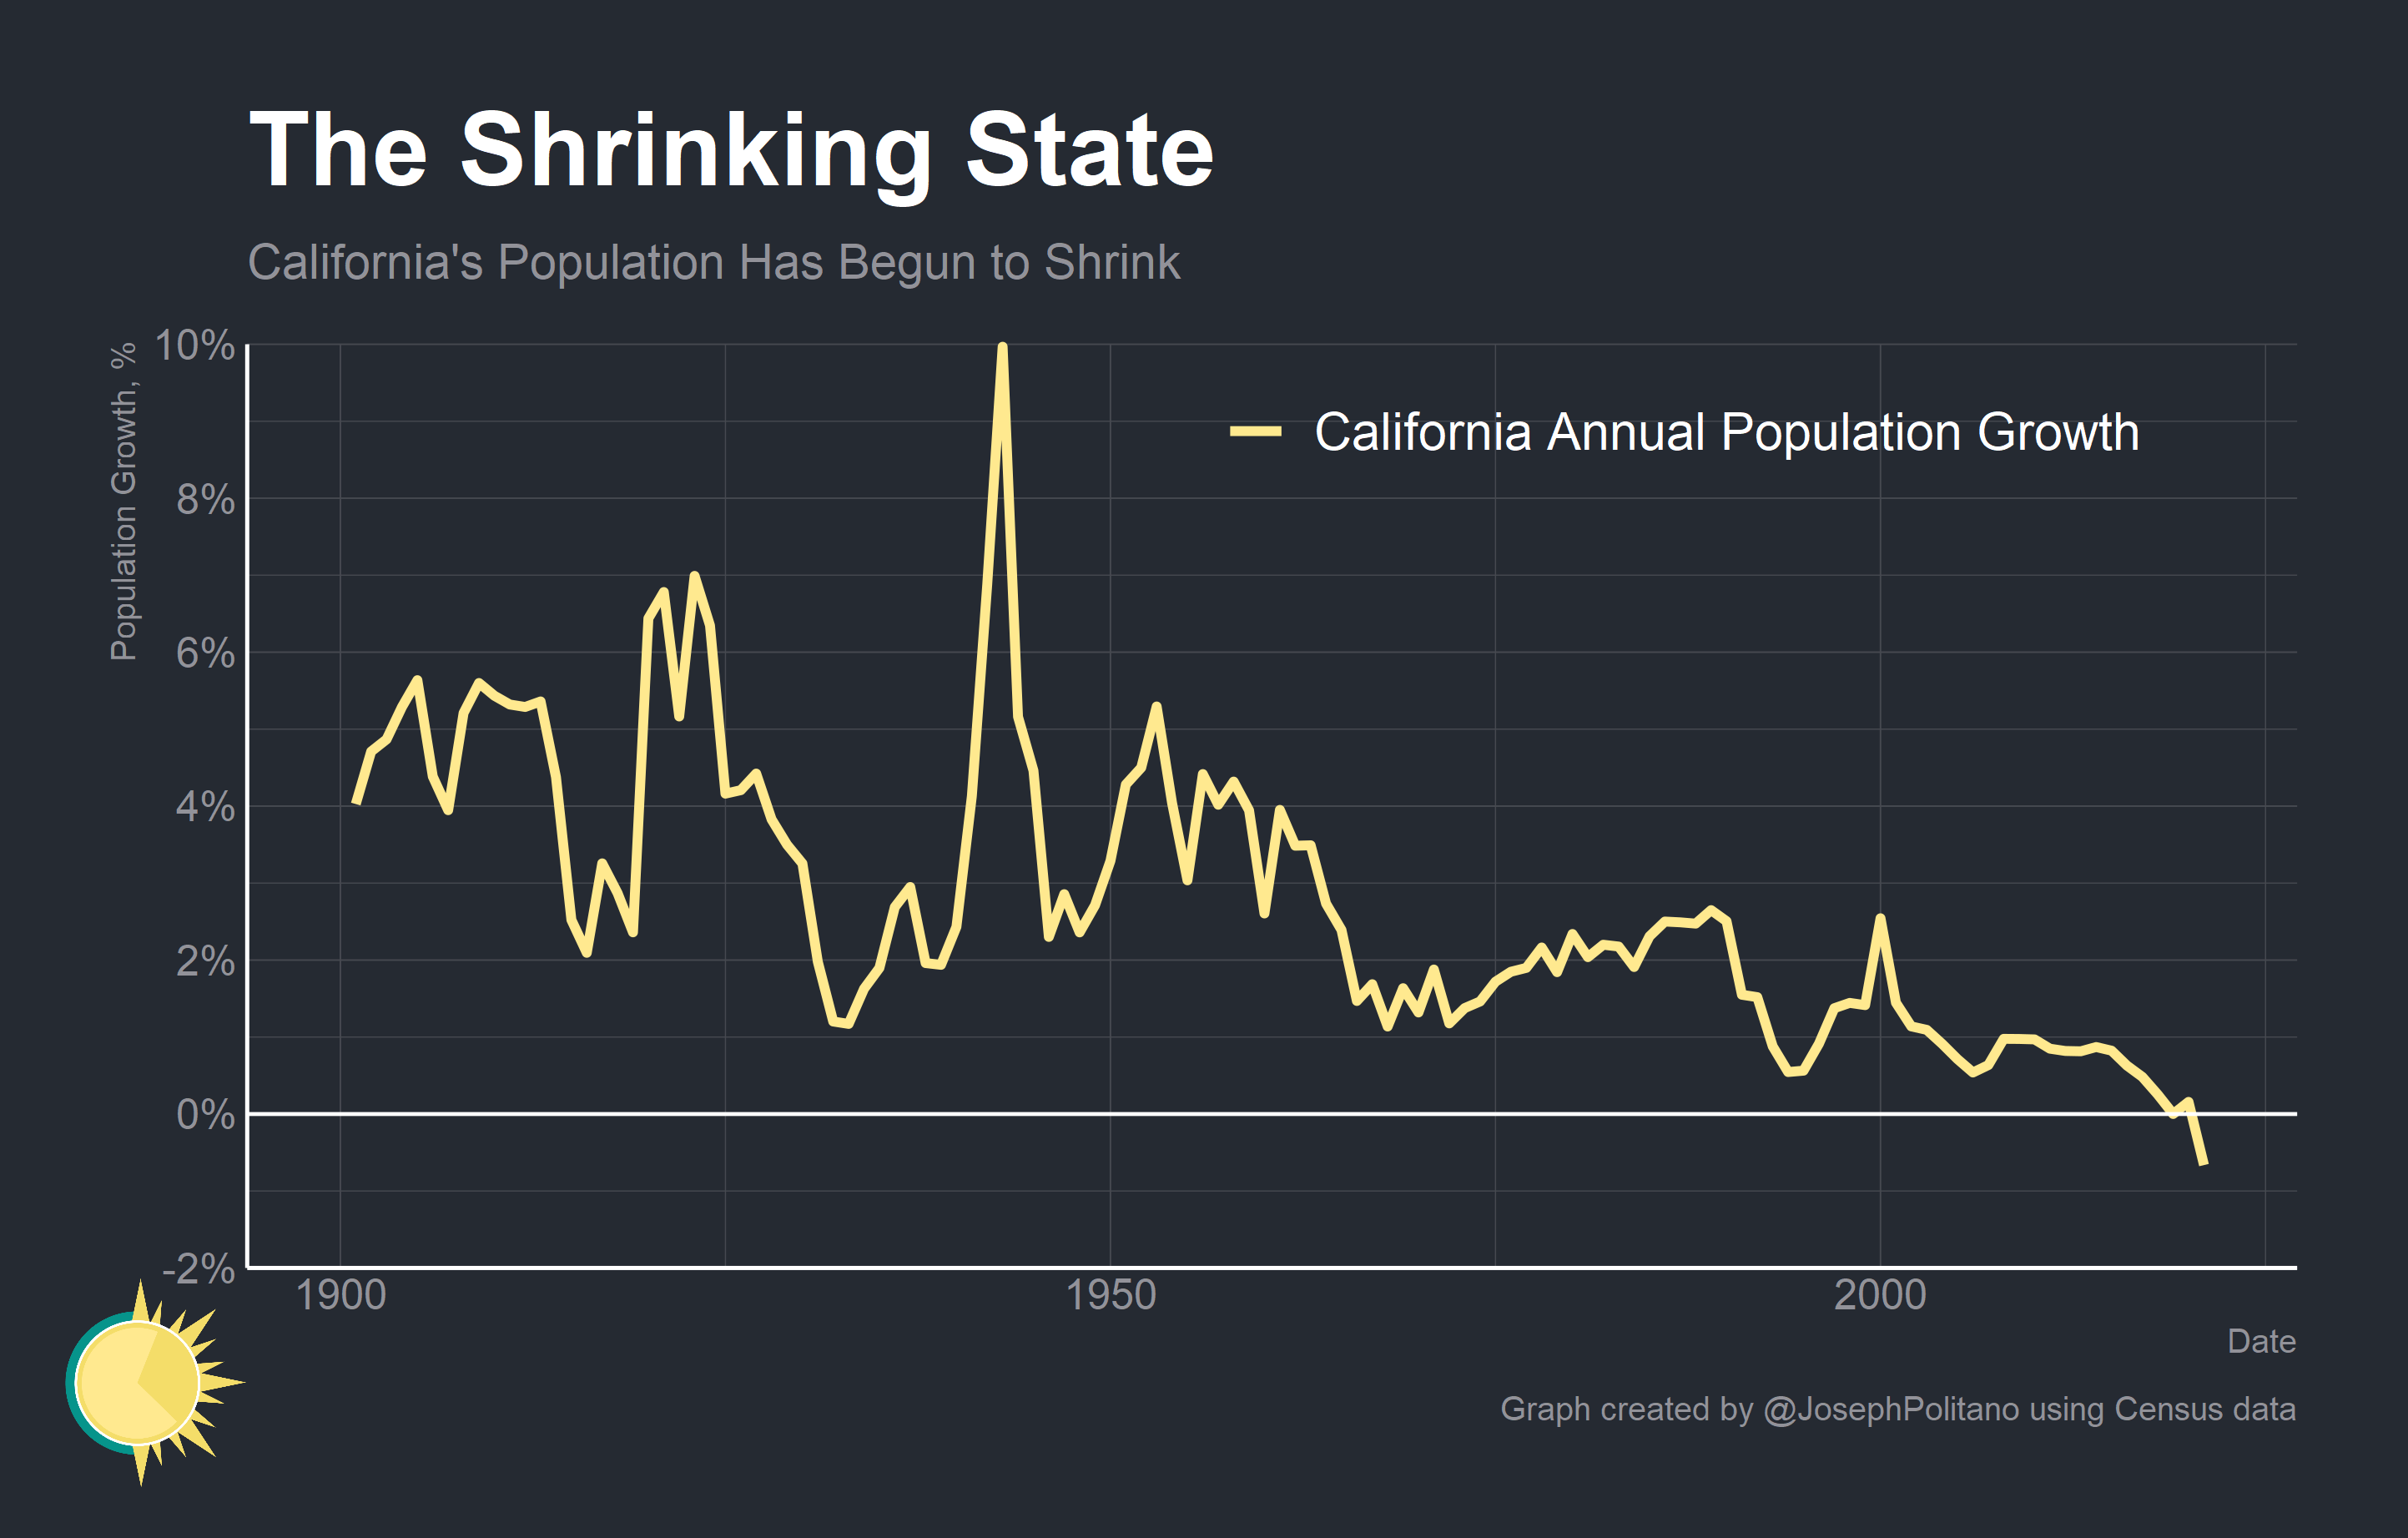 The Shrinking State
California's Population Has Begun to Shrink
Population Growth, %
10%
8%
6%
4%
2%
0%
-2%
California Annual Population Growth
1900
1950
2000
Date
Graph created by @JosephPolitano using Census data